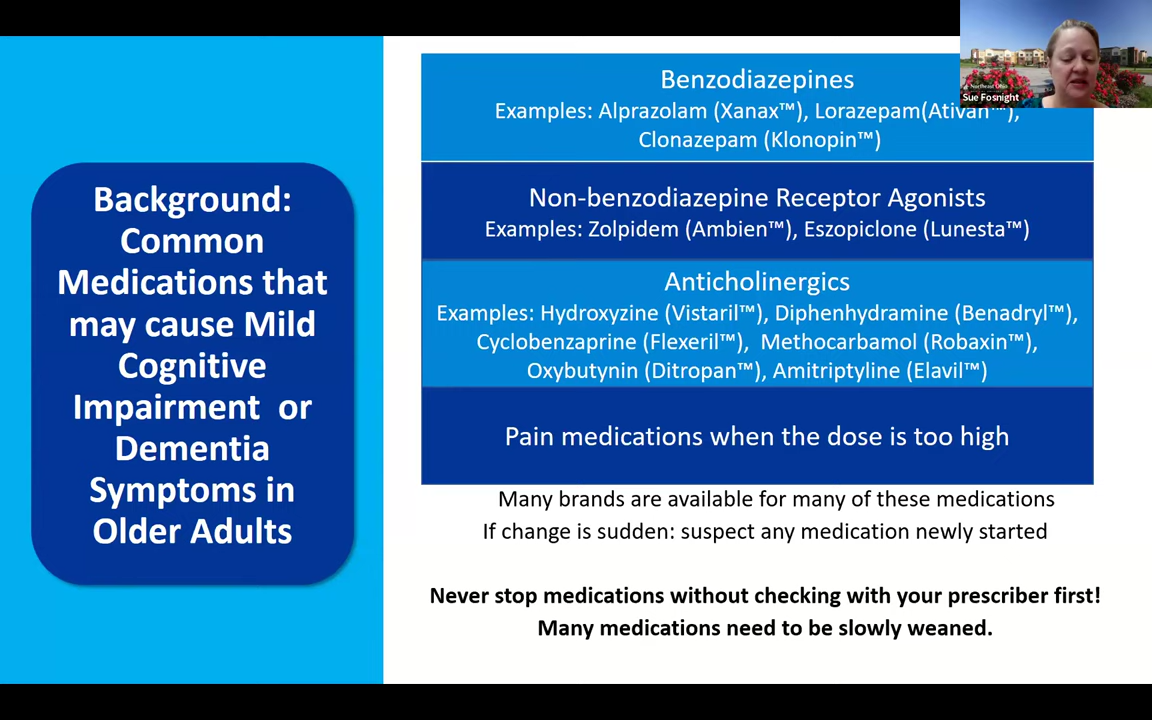 Background:
Common
Medications that
may cause Mild
Cognitive
Impairment or
Dementia
Symptoms in
Older Adults
Benzodiazepines
Examples: Alprazolam (Xanax™), Lorazepam(Ativan™),
Clonazepam (Klonopin™)
Non-benzodiazepine Receptor Agonists
Examples: Zolpidem (Ambien™), Eszopiclone (Lunesta™)
Anticholinergics
Examples: Hydroxyzine (Vistaril™), Diphenhydramine (Benadryl™),
Cyclobenzaprine (Flexeril™), Methocarbamol (Robaxin™),
Oxybutynin (Ditropan™), Amitriptyline (Elavil™)
Pain medications when the dose is too high
Many brands are available for many of these medications
If change is sudden: suspect any medication newly started
Never stop medications without checking with your prescriber first!
Many medications need to be slowly weaned.
Northeast Ohio
Sue Fosnight